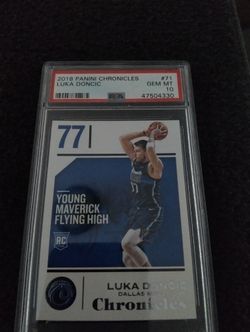 2018 PANINI CHRONICLES #71
LUKA DONCIC GEM MT
10
PSA 47504330
77
YOUNG
MAVERICK
FLYING HIGH
RC
LUKA DONCIC
DALLAS
Chronicles